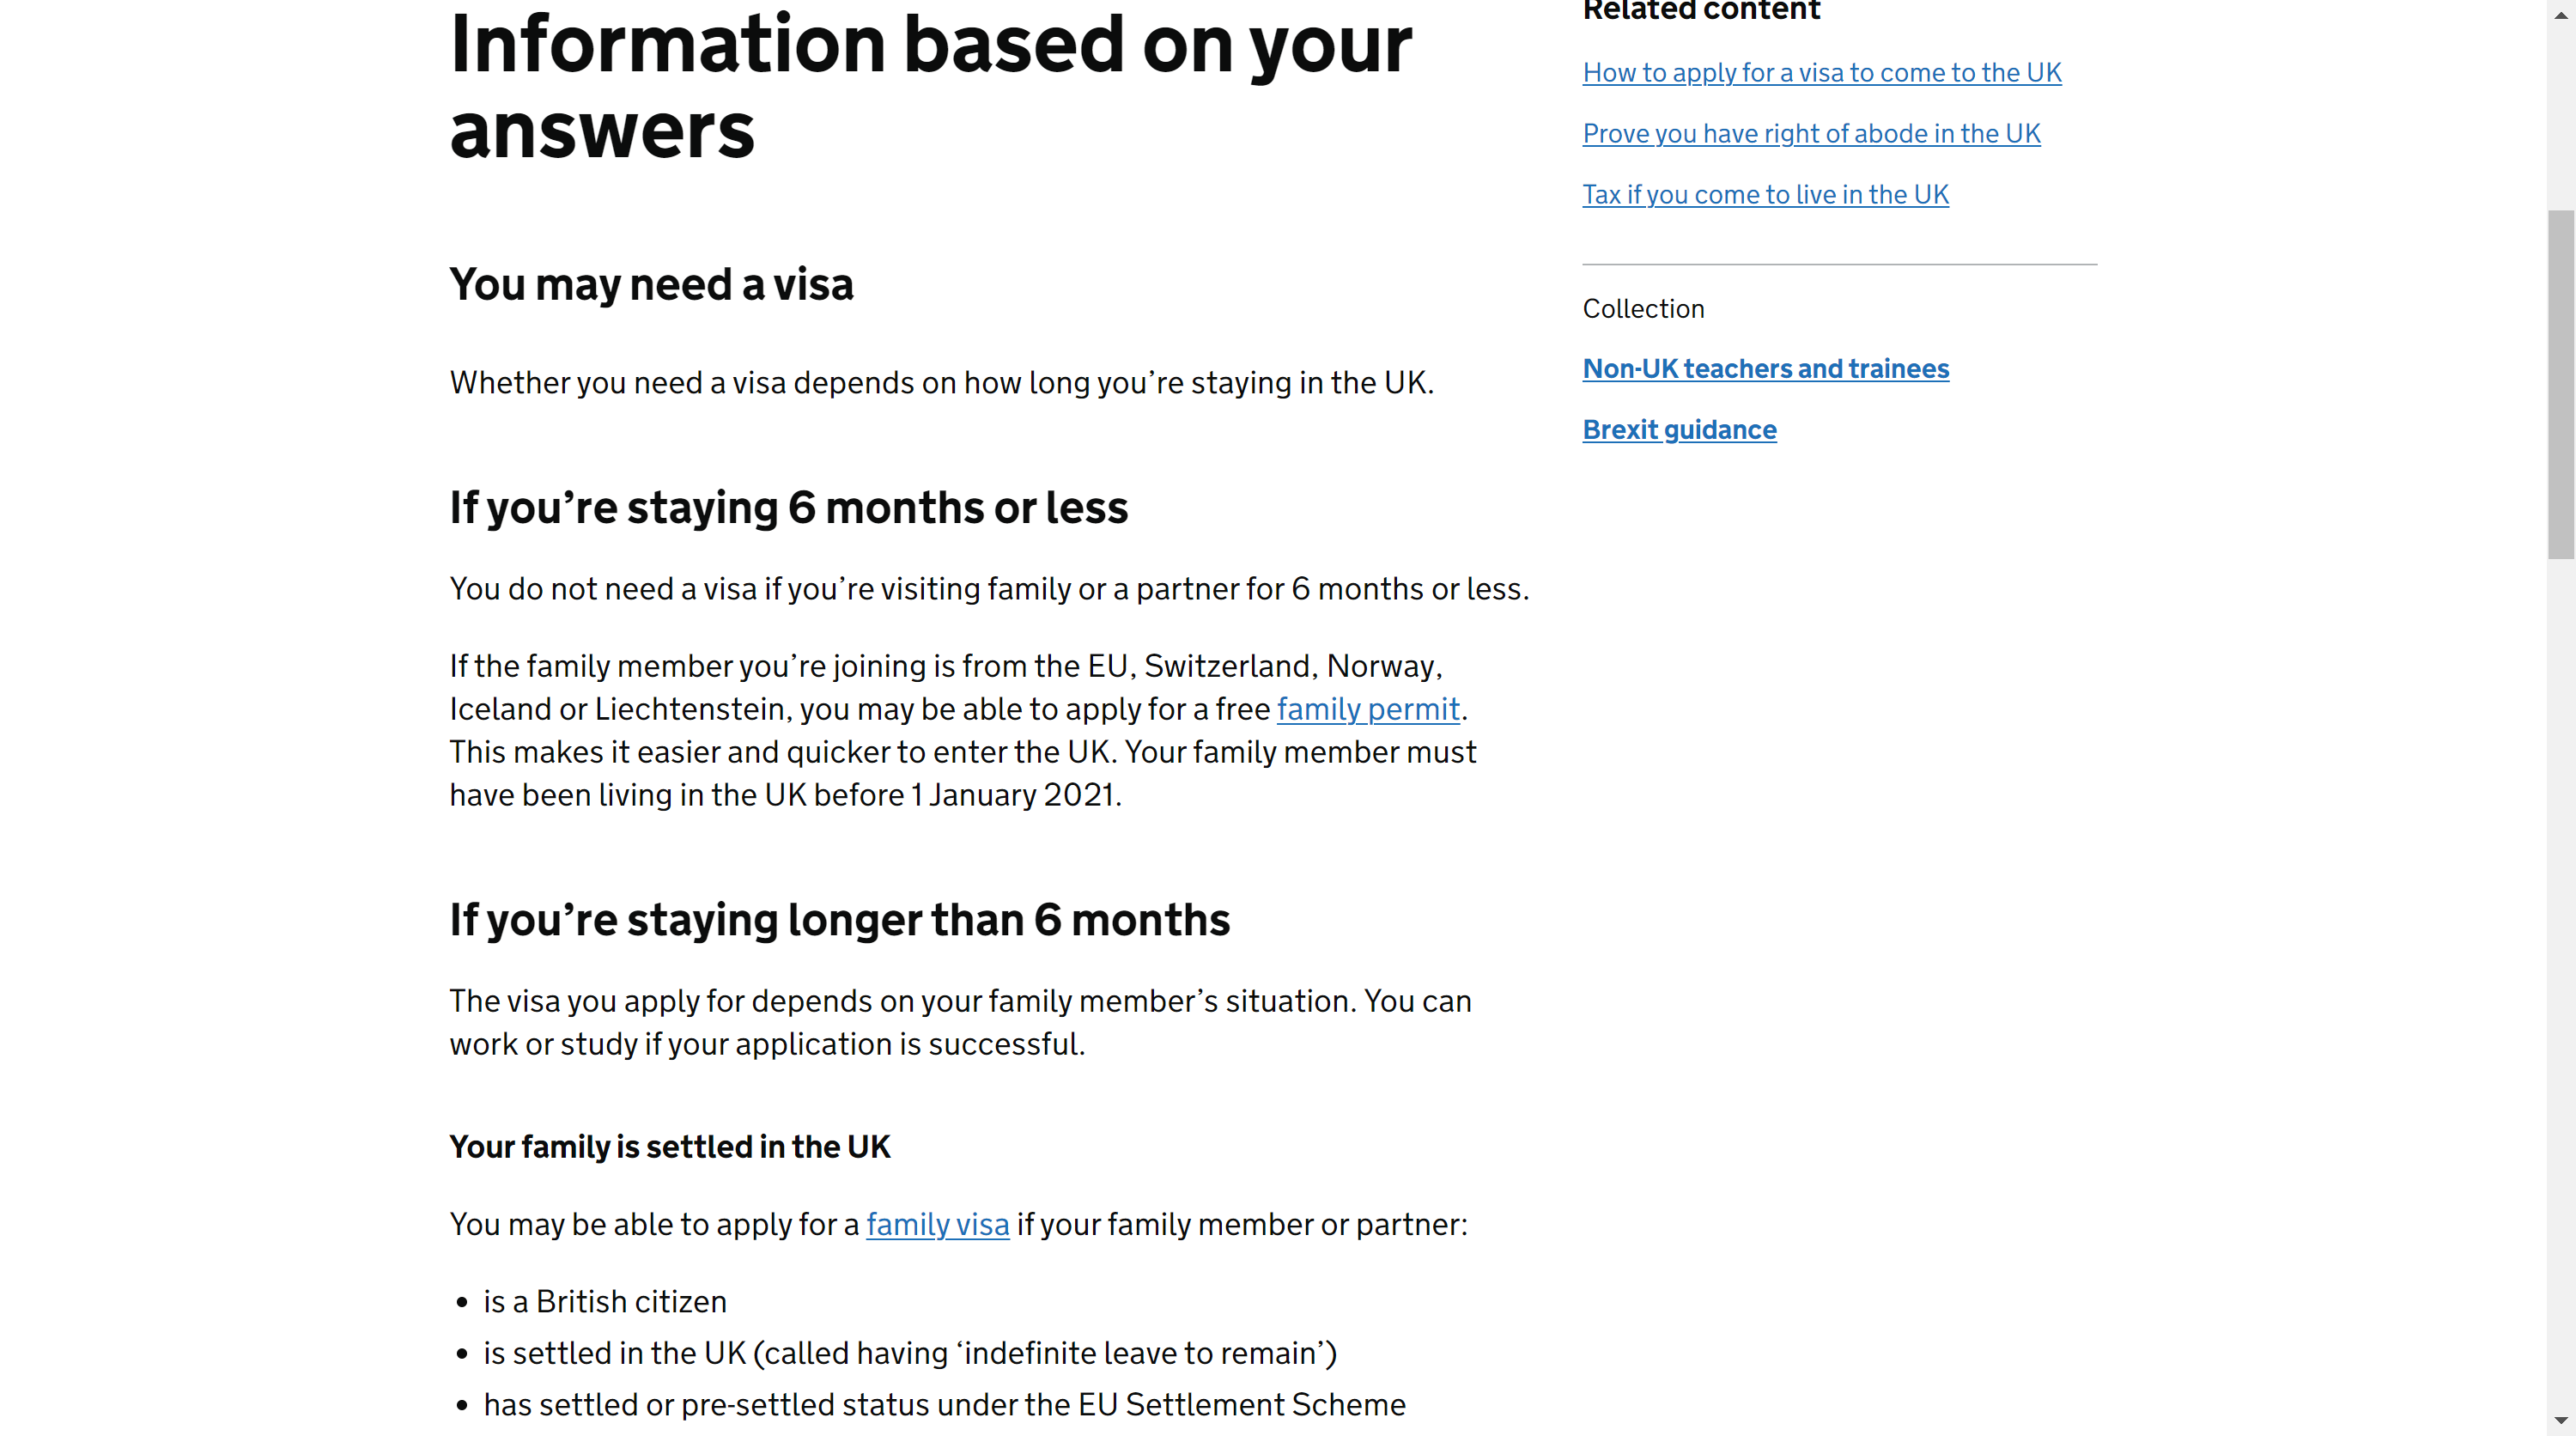 Information based on your
answers
You may need a visa
Whether you need a visa depends on how long you’re staying in the UK.
If you’re staying 6 months or less
You do not need a visa if you’re visiting family or a partner for 6 months or less.
If the family member you’re joining is from the EU, Switzerland, Norway,
Iceland or Liechtenstein, you may be able to apply for a free family permit.
This makes it easier and quicker to enter the UK. Your family member must
have been living in the UK before 1 January 2021.
If you’re staying longer than 6 months
The visa you apply for depends on your family member’s situation. You can
work or study if your application is successful.
Your family is settled in the UK
You may be able to apply for a family visa if your family member or partner:
• is a British citizen
• is settled in the UK (called having ‘indefinite leave to remain’)
• has settled or pre-settled status under the EU Settlement Scheme
Related content
How to apply for a visa to come to the UK
Prove you have right of abode in the UK
Tax if you come to live in the UK
Collection
Non-UK teachers and trainees
Brexit guidance